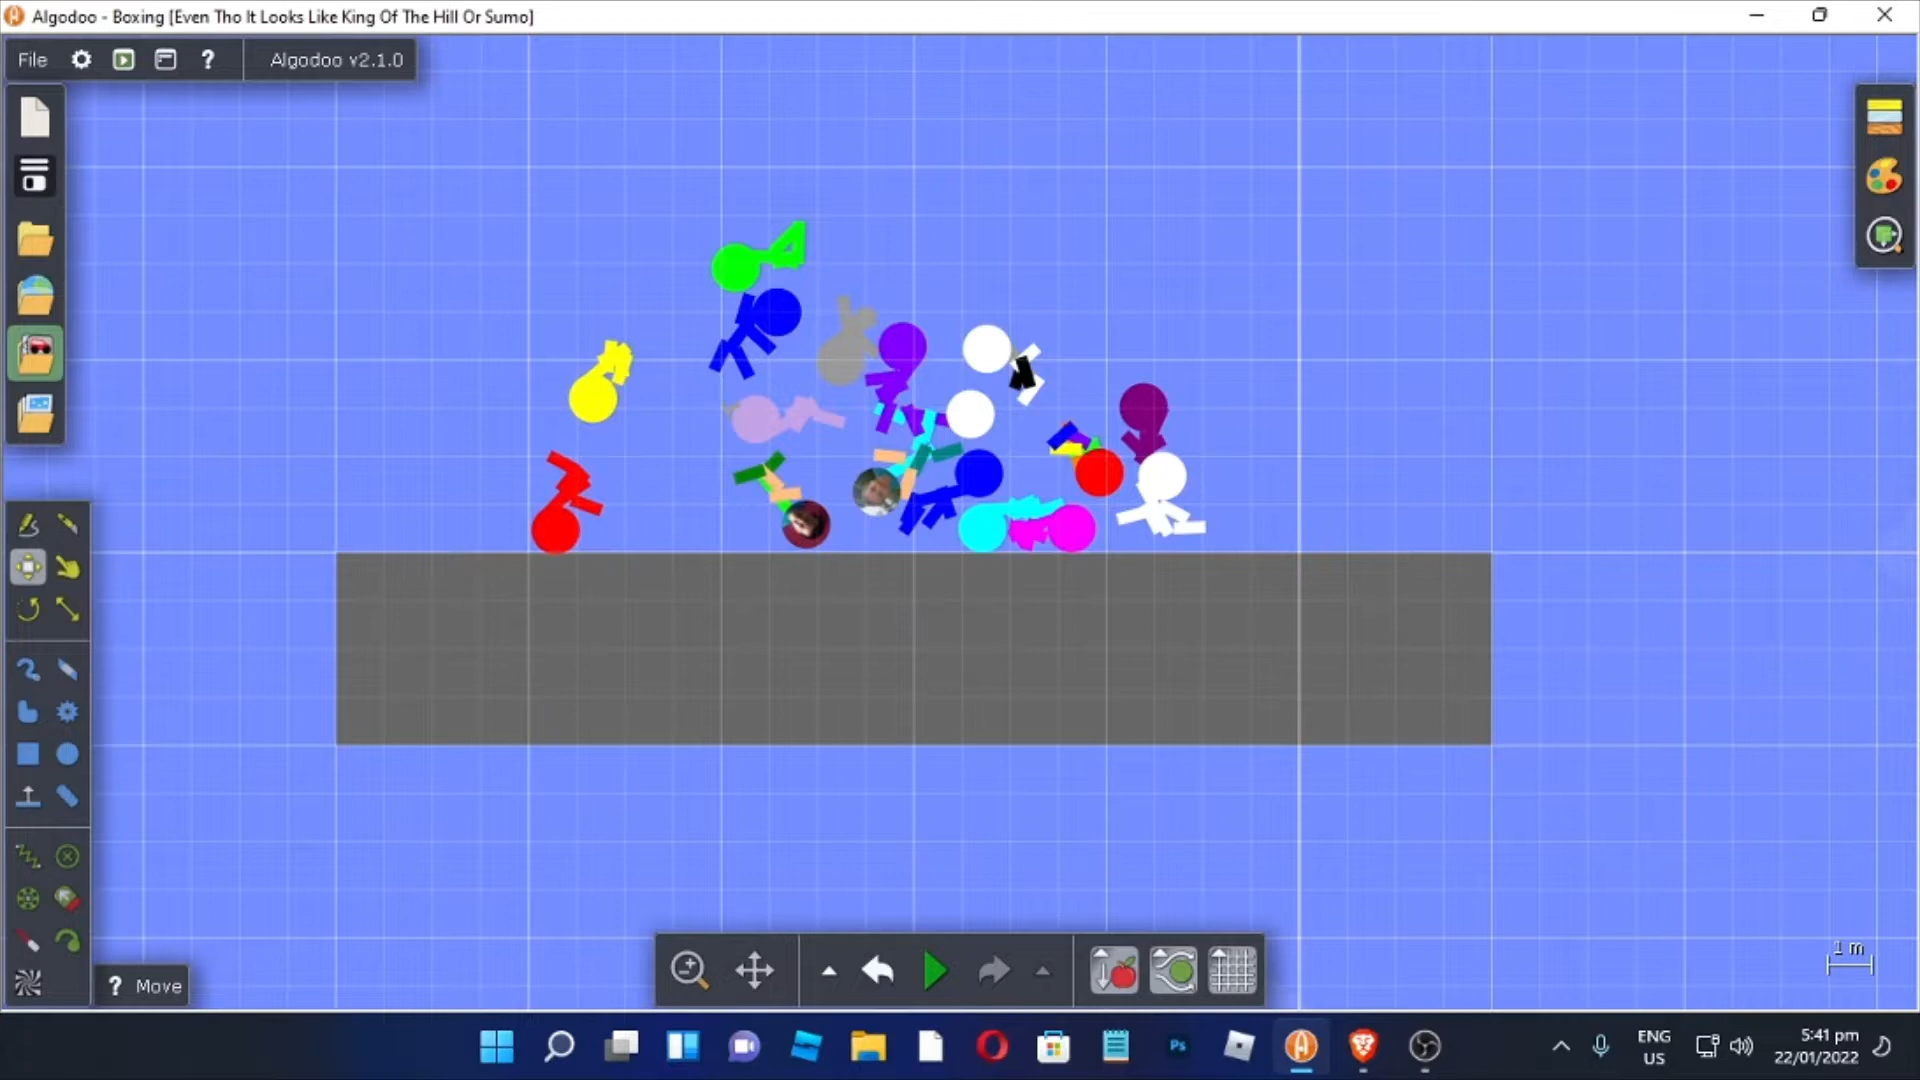 Algodoo - Boxing [Even Tho It Looks Like King Of The Hill Or Sumo]
File ? Algodoo v2.1.0
1 m
? Move
Ps
ENG
US
5:41 pm
22/01/2022